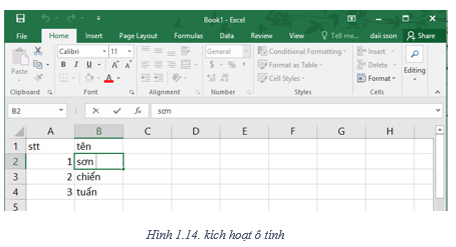 Book1 - Excel
File Home Insert Page Layout Formulas Data Review View Tell me... daii sson Share
Calibri 11 General Conditional Formatting Insert
Paste B I U A A $ % Format as Table Delete Editing
Cell Styles Format
Clipboard Font Alignment Number Styles Cells
B2 fx sơn
A B C D E F G H
1 stt tên
2 1 sơn
3 2 chiến
4 3 tuấn
5
Hình 1.14. kích hoạt ô tính